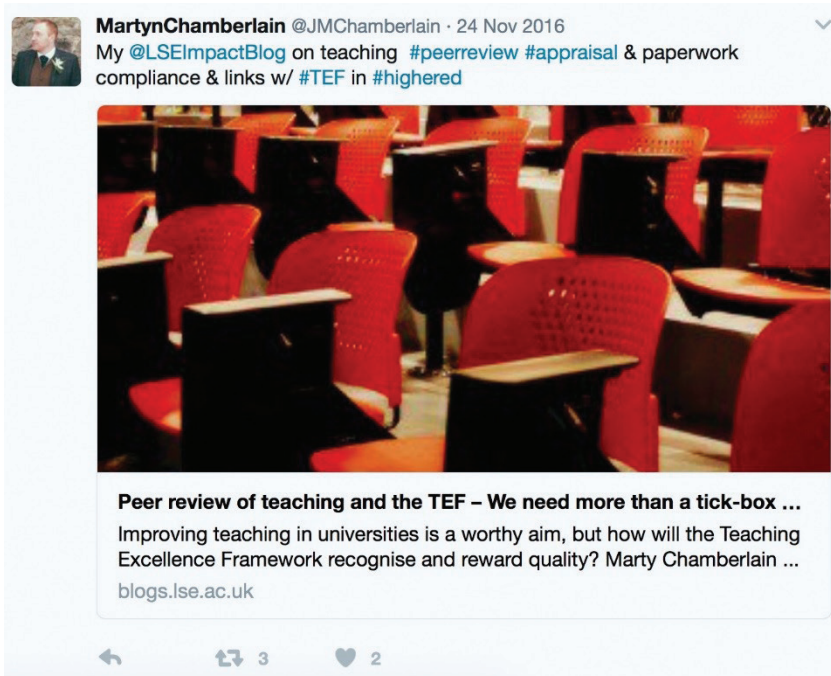 MartynChamberlain @JMChamberlain · 24 Nov 2016
My @LSEImpactBlog on teaching #peerreview #appraisal & paperwork
compliance & links w/ #TEF in #highered
Peer review of teaching and the TEF – We need more than a tick-box ...
Improving teaching in universities is a worthy aim, but how will the Teaching
Excellence Framework recognise and reward quality? Marty Chamberlain ...
blogs.lse.ac.uk
3 2